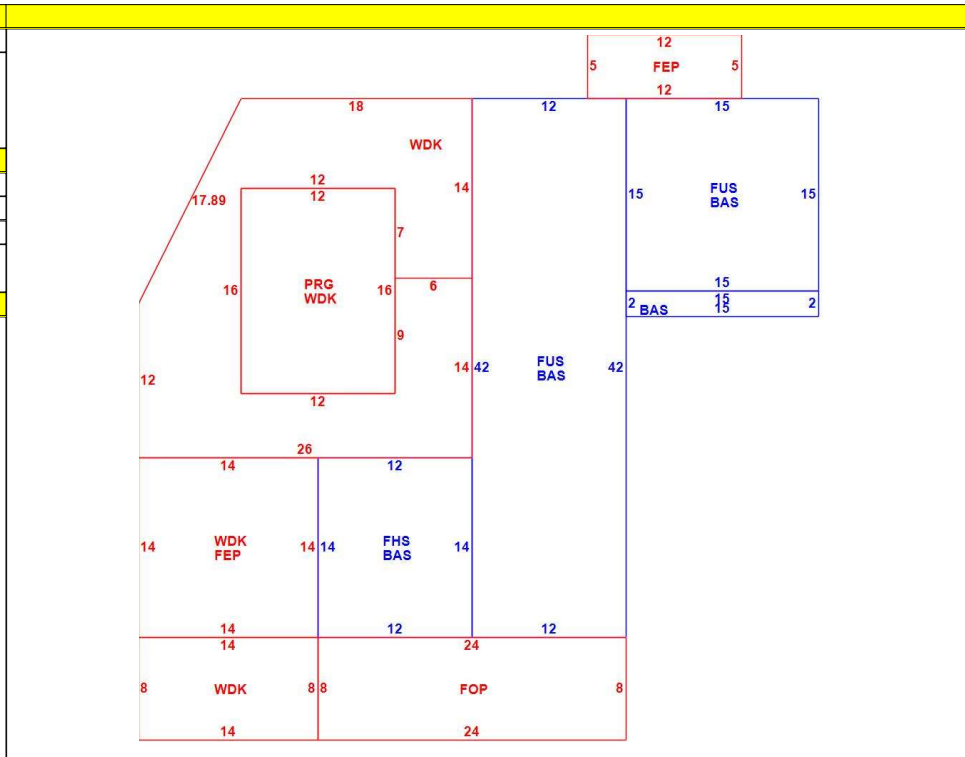 12
5 FEP 5
12
18 12 15
WDK
12
12
14
17.89
15 FUS 15
BAS
7
16 PRG 16
WDK
6
15
2 BAS 15 2
15
9
12
14 42 FUS 42
BAS
12
26
14 12
14 WDK 14 14 FHS 14
FEP BAS
14 12 12
14 24
8 WDK 8 8 FOP 8
14 24